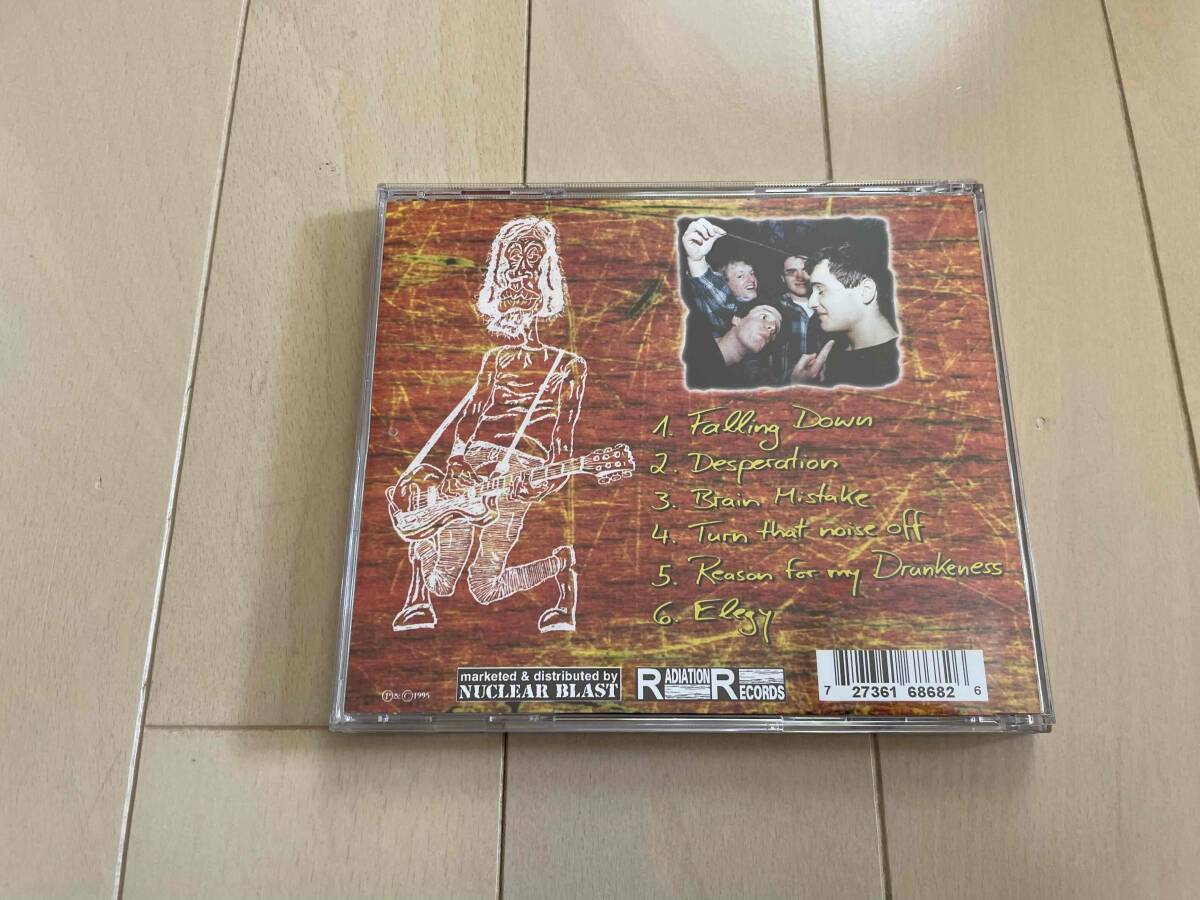 1. Falling Down
2. Desperation
3. Brain Mistake
4. Turn that noise off
5. Reason for my Drunkeness
6. Elegy
marketed & distributed by
NUCLEAR BLAST
RADIATION RECORDS
℗ & © 1995
7 27361 68682 6